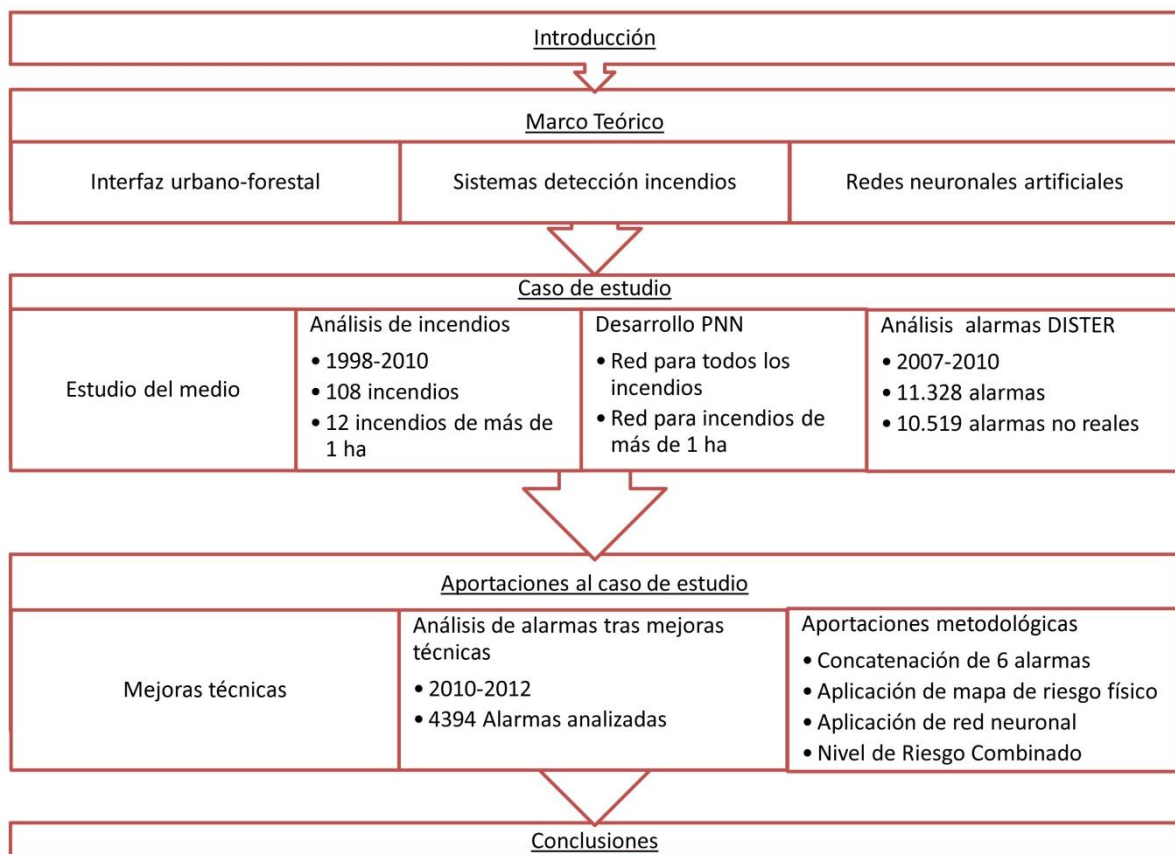 Introducción
Marco Teórico
Interfaz urbano-forestal
Sistemas detección incendios
Redes neuronales artificiales
Caso de estudio
Estudio del medio
Análisis de incendios
• 1998-2010
• 108 incendios
• 12 incendios de más de
1 ha
Desarrollo PNN
• Red para todos los
incendios
• Red para incendios de
más de 1 ha
Análisis alarmas DISTER
• 2007-2010
• 11.328 alarmas
• 10.519 alarmas no reales
Aportaciones al caso de estudio
Mejoras técnicas
Análisis de alarmas tras mejoras
técnicas
• 2010-2012
• 4394 Alarmas analizadas
Aportaciones metodológicas
• Concatenación de 6 alarmas
• Aplicación de mapa de riesgo físico
• Aplicación de red neuronal
• Nivel de Riesgo Combinado
Conclusiones